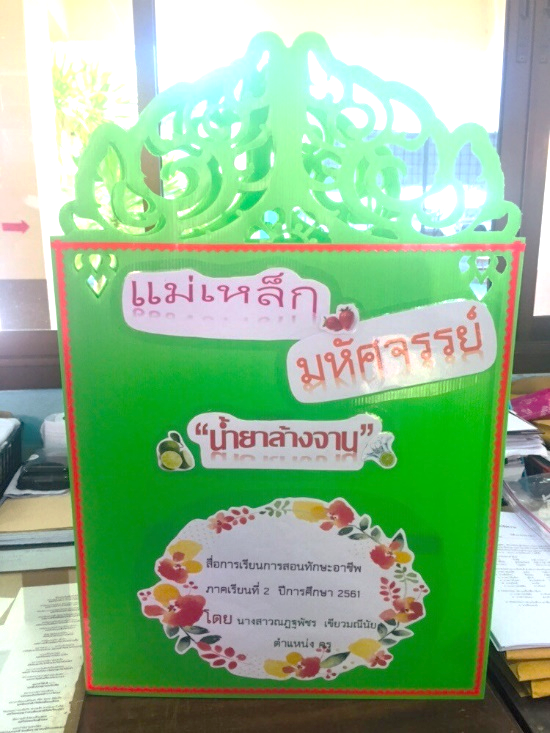 แม่เหล็ก
มหัศจรรย์
“น้ำยาล้างจาน”
สื่อการเรียนการสอนทักษะอาชีพ
ภาคเรียนที่ 2 ปีการศึกษา 2561
โดย นางสาวณฎฐพัชร เขียวมณีนัย
ตำแหน่ง ครู